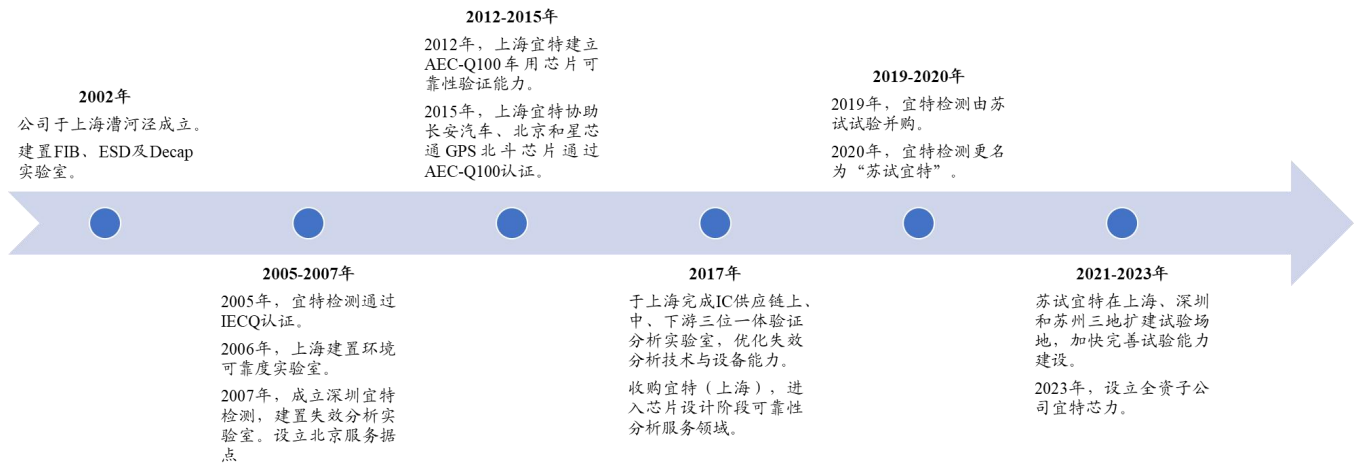 2002年
公司于上海漕河泾成立。
建置FIB、ESD及Decap
实验室。
2005-2007年
2005年，宜特检测通过
IECQ认证。
2006年，上海建置环境
可靠度实验室。
2007年，成立深圳宜特
检测，建置失效分析实
验室。设立北京服务据
点
2012-2015年
2012年，上海宜特建立
AEC-Q100车用芯片可
靠性验证能力。
2015年，上海宜特协助
长安汽车、北京和星芯
通GPS北斗芯片通过
AEC-Q100认证。
2017年
于上海完成IC供应链上、
中、下游三位一体验证
分析实验室，优化失效
分析技术与设备能力。
收购宜特（上海），进
入芯片设计阶段可靠性
分析服务领域。
2019-2020年
2019年，宜特检测由苏
试试验并购。
2020年，宜特检测更名
为“苏试宜特”。
2021-2023年
苏试宜特在上海、深圳
和苏州三地扩建试验场
地，加快完善试验能力
建设。
2023年，设立全资子公
司宜特芯力。